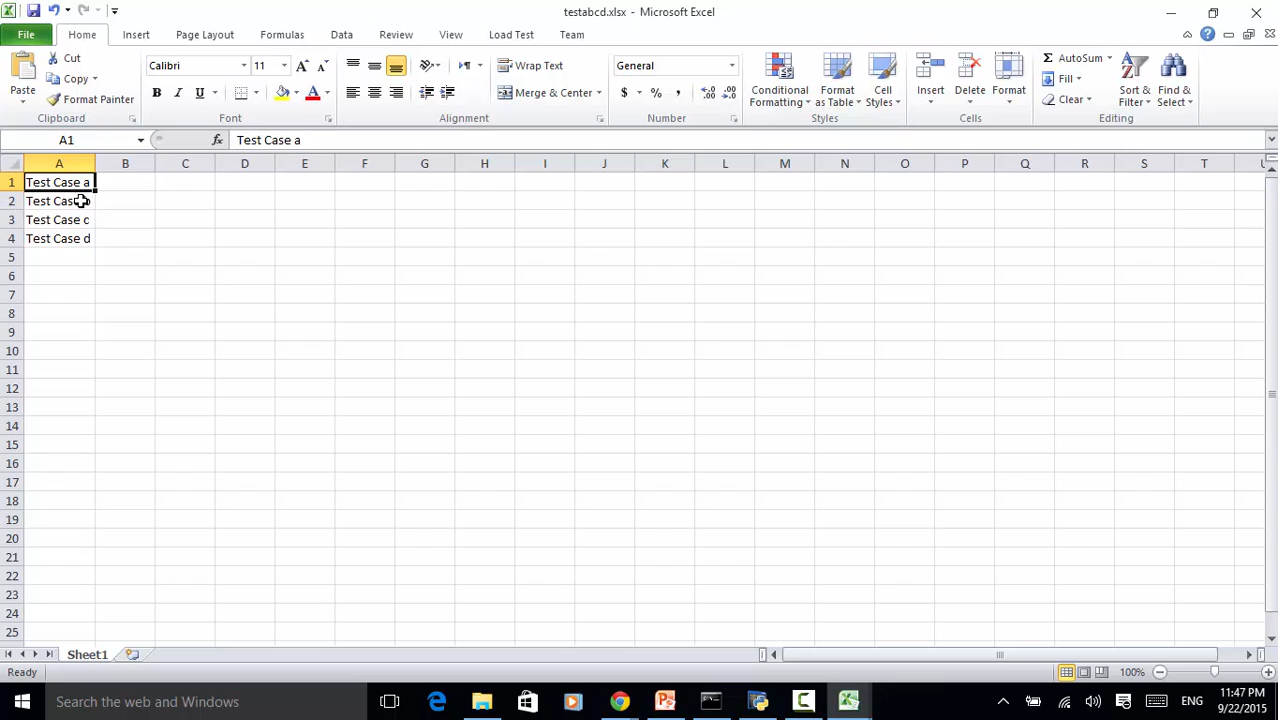 testabcd.xlsx - Microsoft Excel
File Home Insert Page Layout Formulas Data Review View Load Test Team
Paste
Cut
Copy
Format Painter
Clipboard
Calibri 11
B I U
Font
Wrap Text
Merge & Center
Alignment
General
$ % ,
Number
Conditional Formatting
Format as Table
Cell Styles
Styles
Insert Delete Format
Cells
AutoSum
Fill
Clear
Sort & Filter
Find & Select
Editing
A1 fx Test Case a
A B C D E F G H I J K L M N O P Q R S T
1 Test Case a
2 Test
3 Test Case c
4 Test Case d
5
6
7
8
9
10
11
12
13
14
15
16
17
18
19
20
21
22
23
24
25
Sheet1
Ready 100%
Search the web and Windows
ENG
11:47 PM
9/22/2015